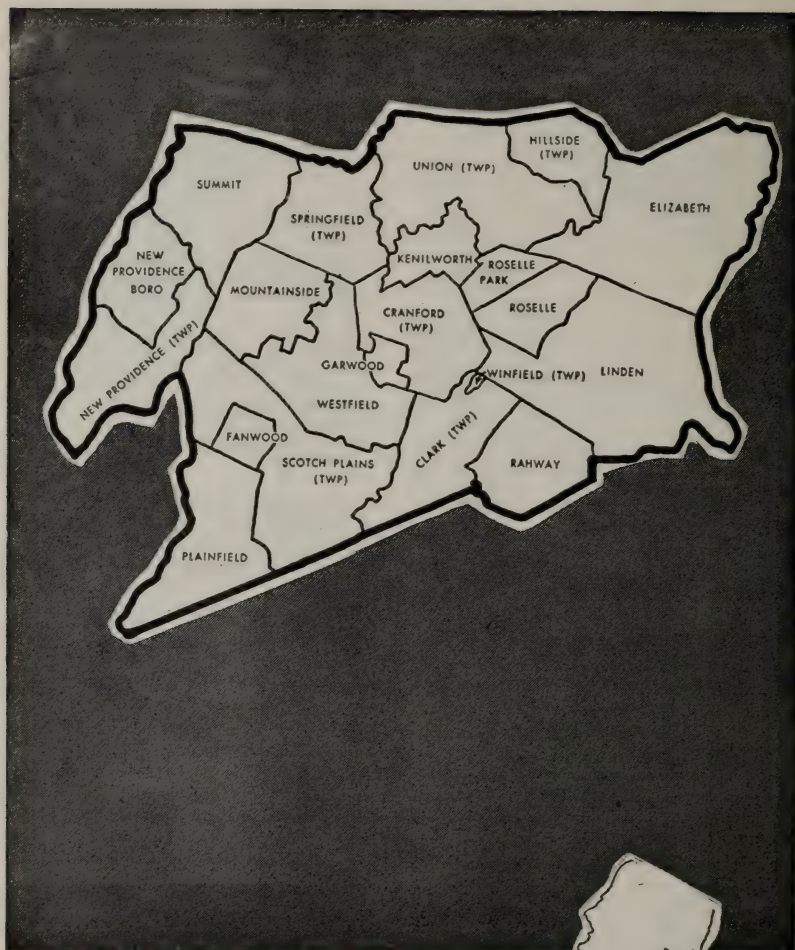 HILLSIDE
(TWP)
UNION (TWP)
SUMMIT
ELIZABETH
SPRINGFIELD
(TWP)
NEW
PROVIDENCE
BORO
KENILWORTH
ROSELLE
PARK
MOUNTAINSIDE
ROSELLE
CRANFORD
(TWP)
NEW PROVIDENCE (TWP)
GARWOOD
WINFIELD (TWP)
LINDEN
WESTFIELD
FANWOOD
CLARK (TWP)
SCOTCH PLAINS
(TWP)
RAHWAY
PLAINFIELD